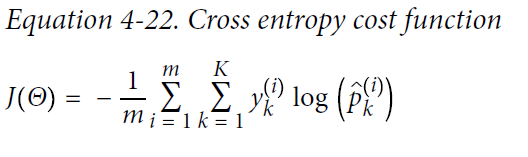 Equation 4-22. Cross entropy cost function
J(Θ) = − 1/m ∑_{i = 1}^{m} ∑_{k = 1}^{K} y_k^{(i)} log (p̂_k^{(i)})